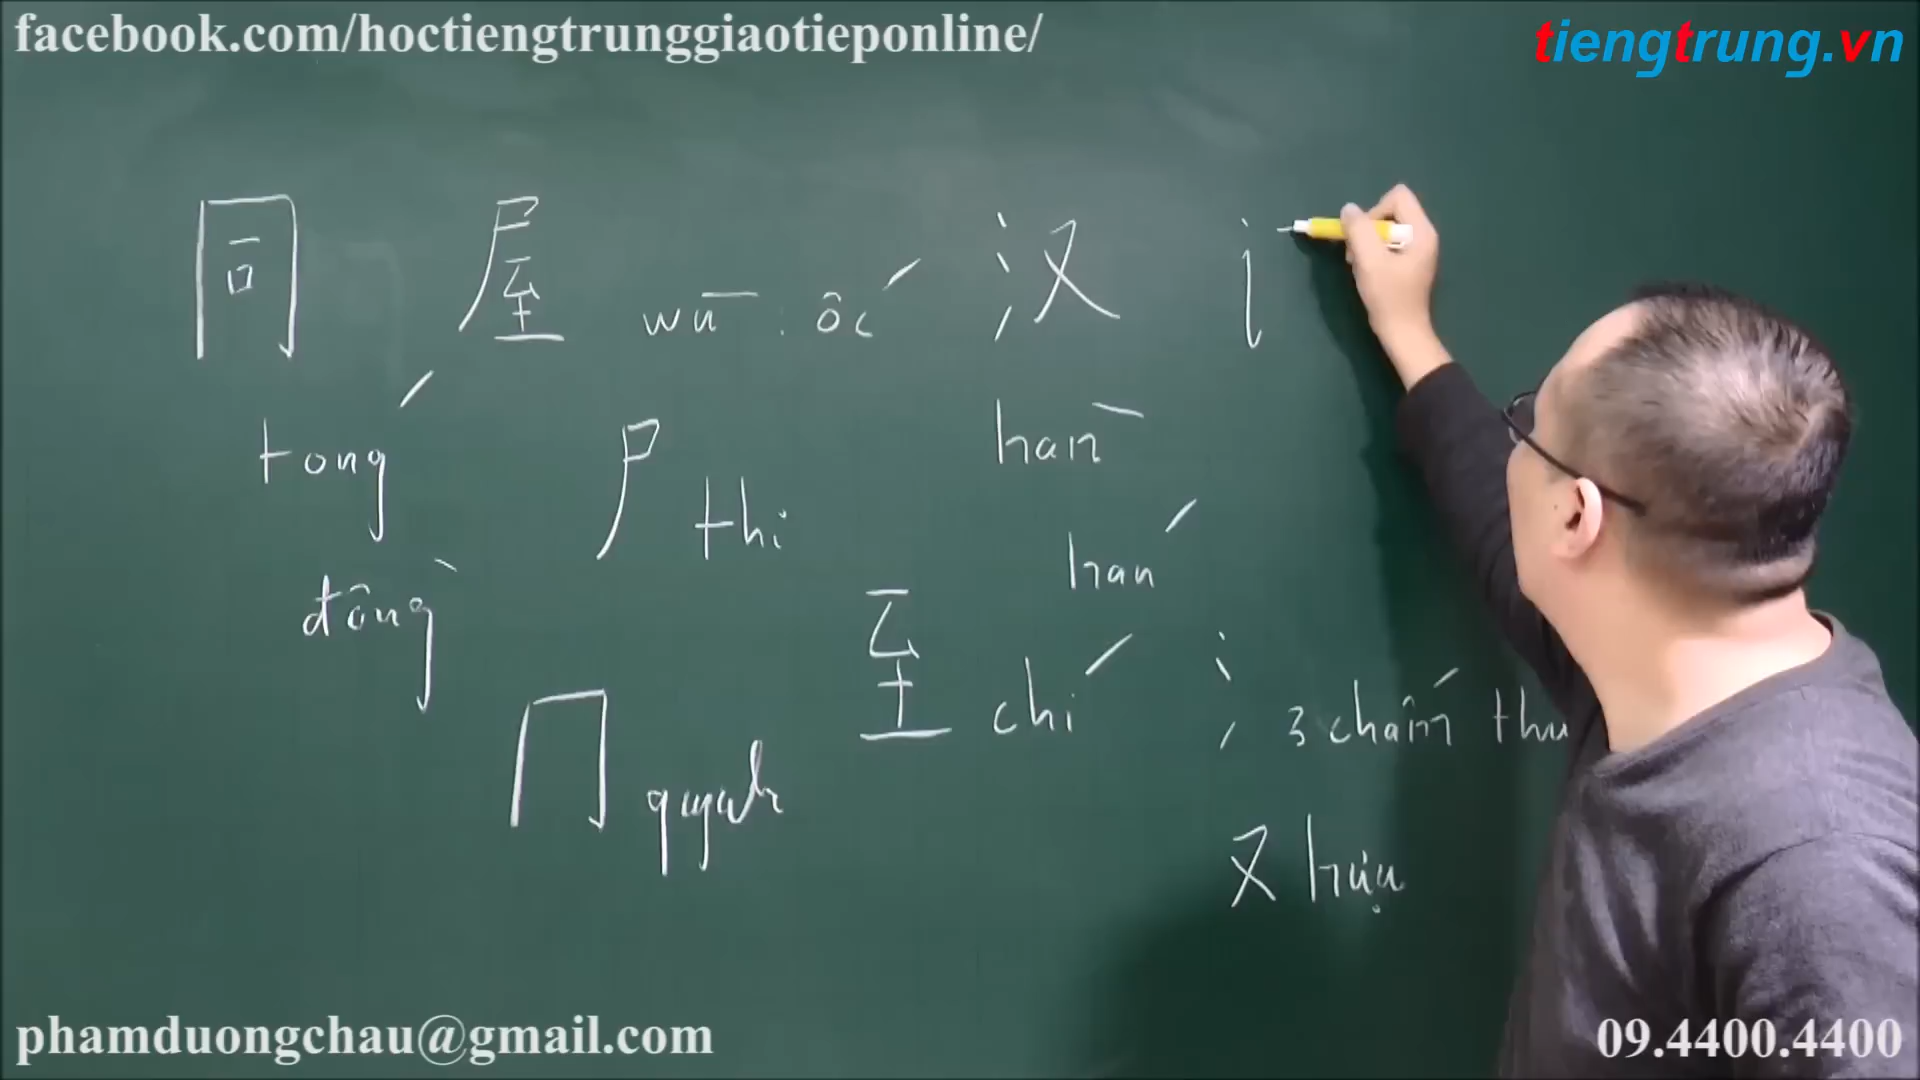 facebook.com/hoctiengtrunggiaotieponline/
tiengtrung.vn
同 屋 wū : ốc 汉
tóng
đồng
尸 thi
hàn
hán
冂 quynh
至 chí
氵 3 chấm thu
又 hựu
phamduongchau@gmail.com
09.4400.4400